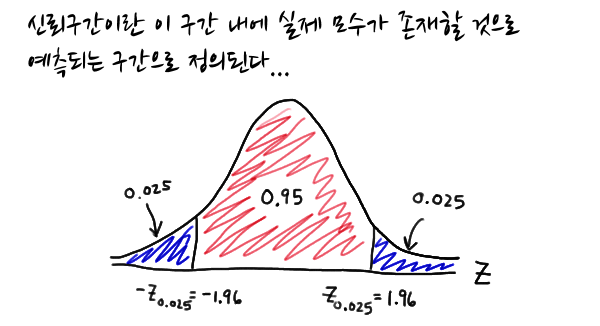 신뢰구간이란 이 구간 내에 실제 모수가 존재할 것으로
예측되는 구간으로 정의된다...
0.025
0.95
0.025
Z
-Z0.025=-1.96
Z0.025=1.96